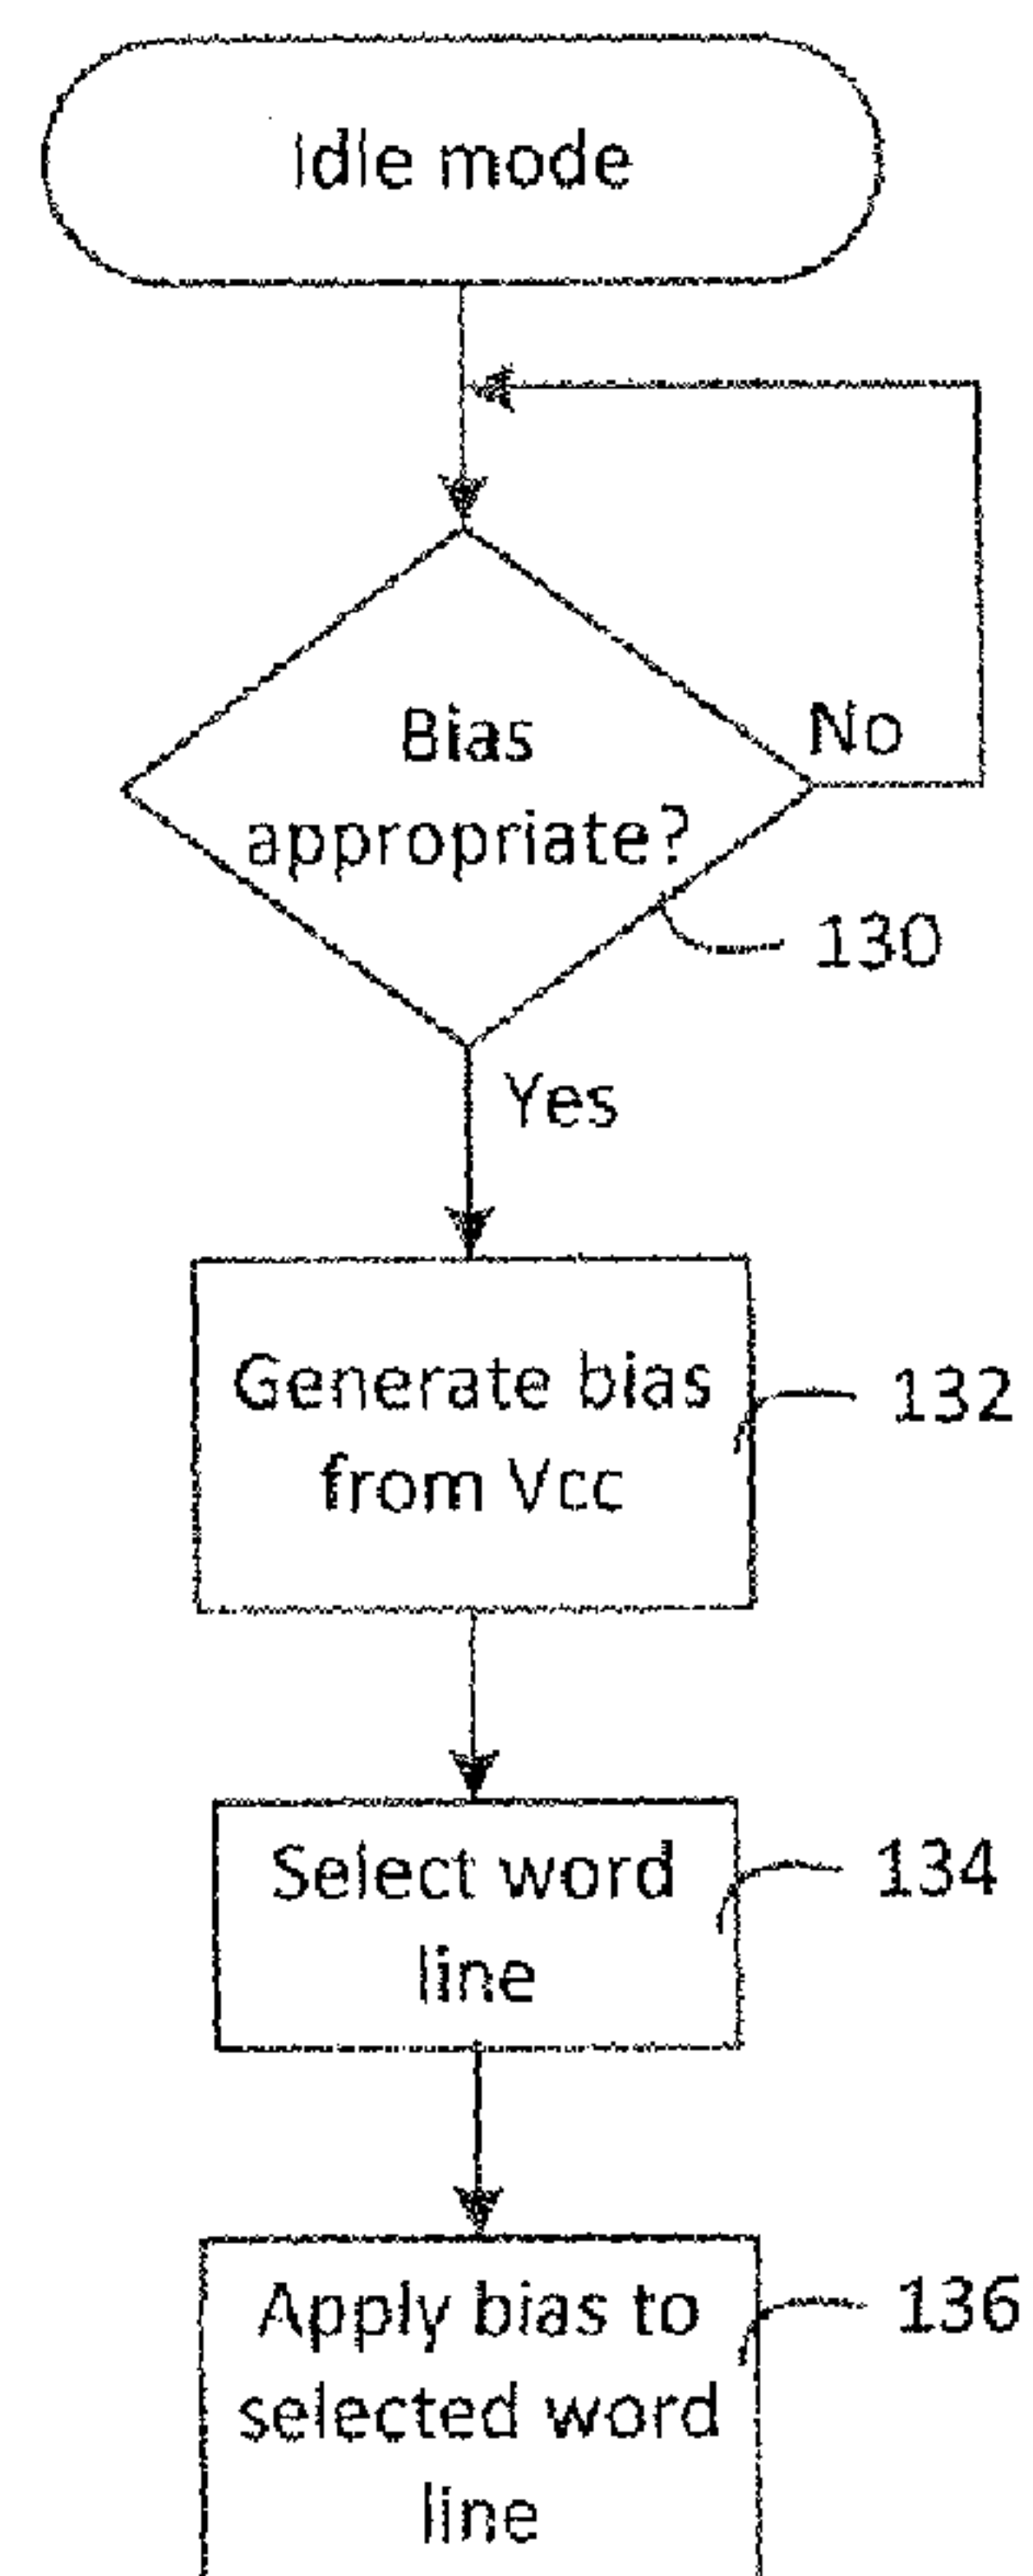 Idle mode
No
Bias
appropriate?
130
Yes
Generate bias
from Vcc
132
Select word
line
134
Apply bias to
selected word
line
136